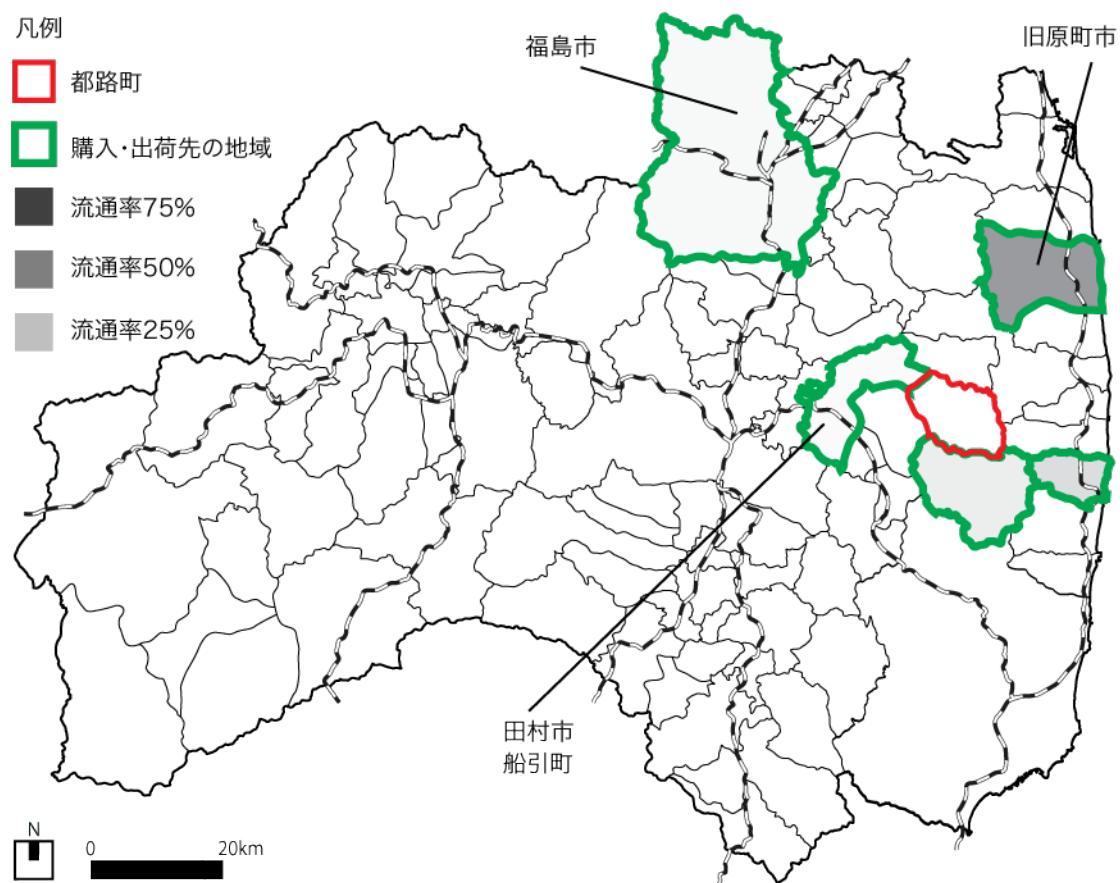 凡例
都路町
購入・出荷先の地域
流通率75%
流通率50%
流通率25%
福島市
旧原町市
田村市
船引町
N
0 20km